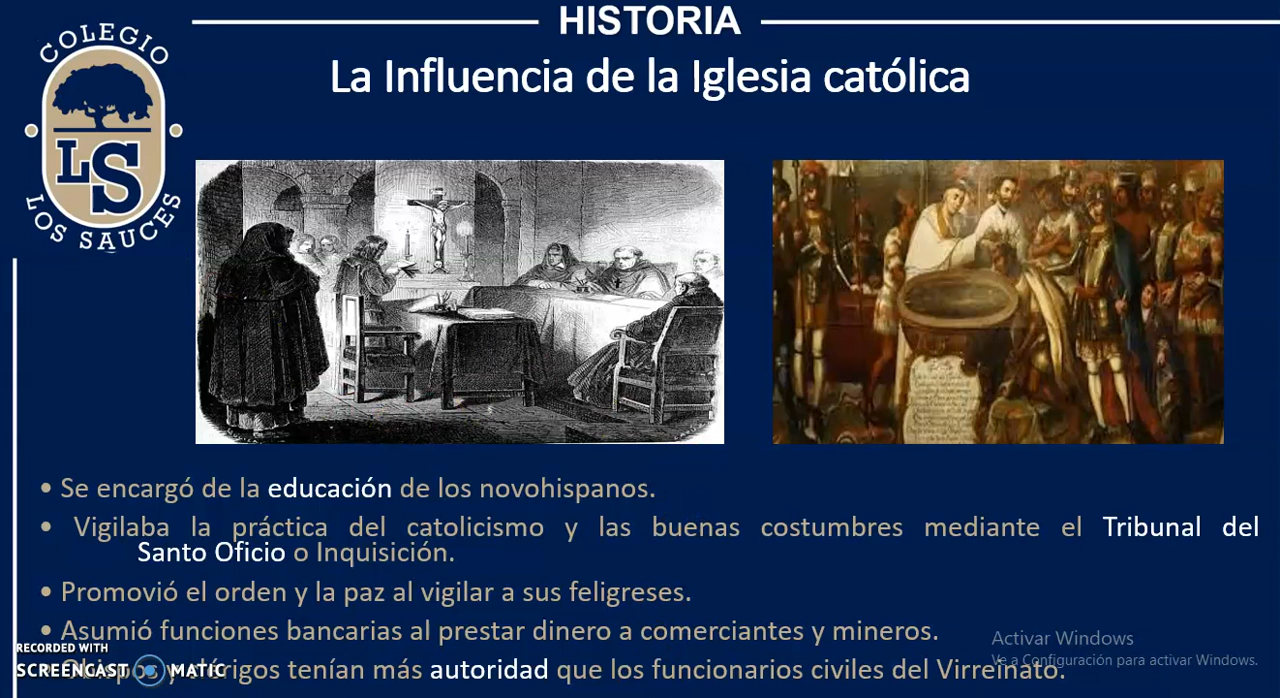 HISTORIA
La Influencia de la Iglesia católica
COLEGIO
LS
LOS SAUCES
• Se encargó de la educación de los novohispanos.
• Vigilaba la práctica del catolicismo y las buenas costumbres mediante el Tribunal del
Santo Oficio o Inquisición.
• Promovió el orden y la paz al vigilar a sus feligreses.
• Asumió funciones bancarias al prestar dinero a comerciantes y mineros.
• Obispos y clérigos tenían más autoridad que los funcionarios civiles del Virreinato.
RECORDED WITH
SCREENCAST MATIC
Activar Windows
Ve a Configuración para activar Windows.